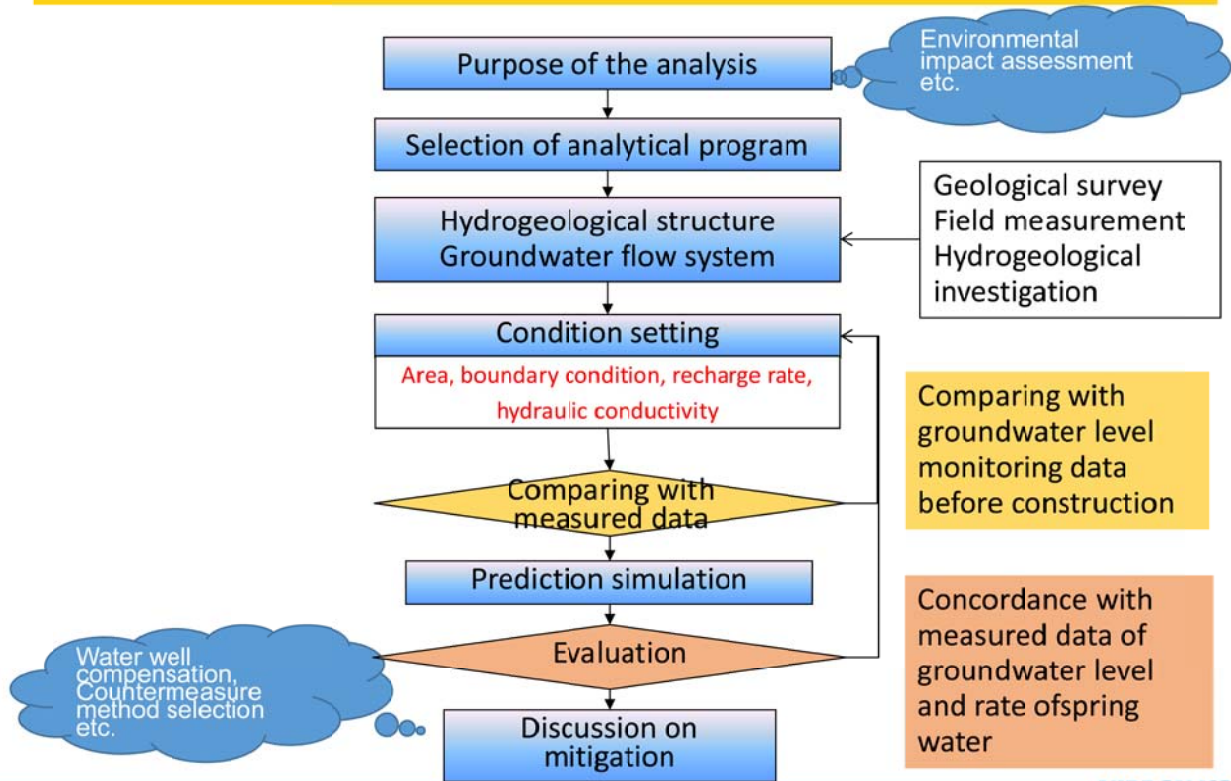 Purpose of the analysis
Environmental
impact assessment
etc.
Selection of analytical program
Hydrogeological structure
Groundwater flow system
Geological survey
Field measurement
Hydrogeological
investigation
Condition setting
Area, boundary condition, recharge rate,
hydraulic conductivity
Comparing with
measured data
Comparing with
groundwater level
monitoring data
before construction
Prediction simulation
Evaluation
Concordance with
measured data of
groundwater level
and rate ofspring
water
Water well
compensation,
Countermeasure
method selection
etc.
Discussion on
mitigation